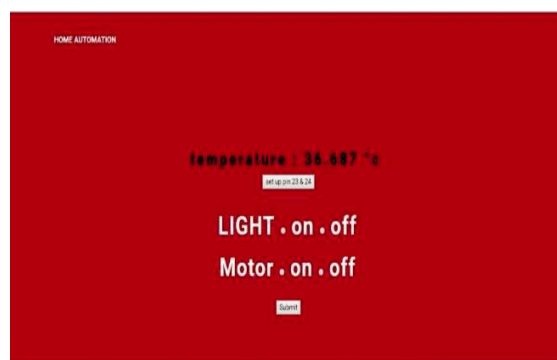 HOME AUTOMATION
temperature : 36.687 °c
set up pin 23 & 24
LIGHT • on • off
Motor • on • off
Submit